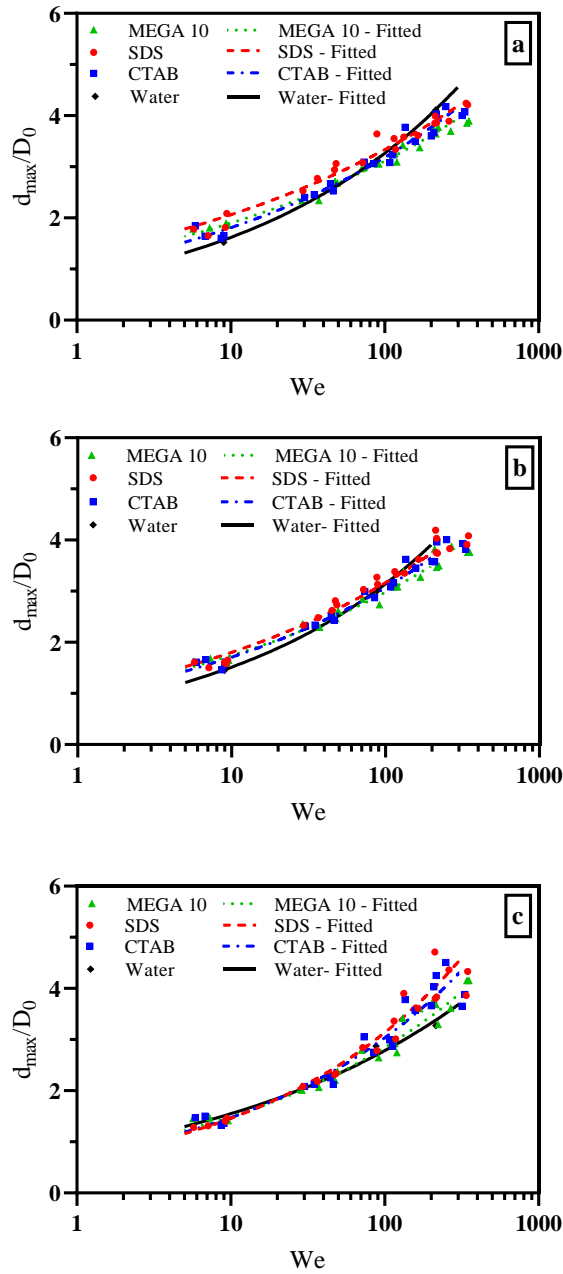 6
MEGA 10
MEGA 10 - Fitted
a
SDS
SDS - Fitted
CTAB
CTAB - Fitted
Water
Water- Fitted
4
d_max/D_0
2
0
1
10
100
1000
We
6
MEGA 10
MEGA 10 - Fitted
b
SDS
SDS - Fitted
CTAB
CTAB - Fitted
Water
Water- Fitted
4
d_max/D_0
2
0
1
10
100
1000
We
6
MEGA 10
MEGA 10 - Fitted
c
SDS
SDS - Fitted
CTAB
CTAB - Fitted
Water
Water- Fitted
4
d_max/D_0
2
0
1
10
100
1000
We